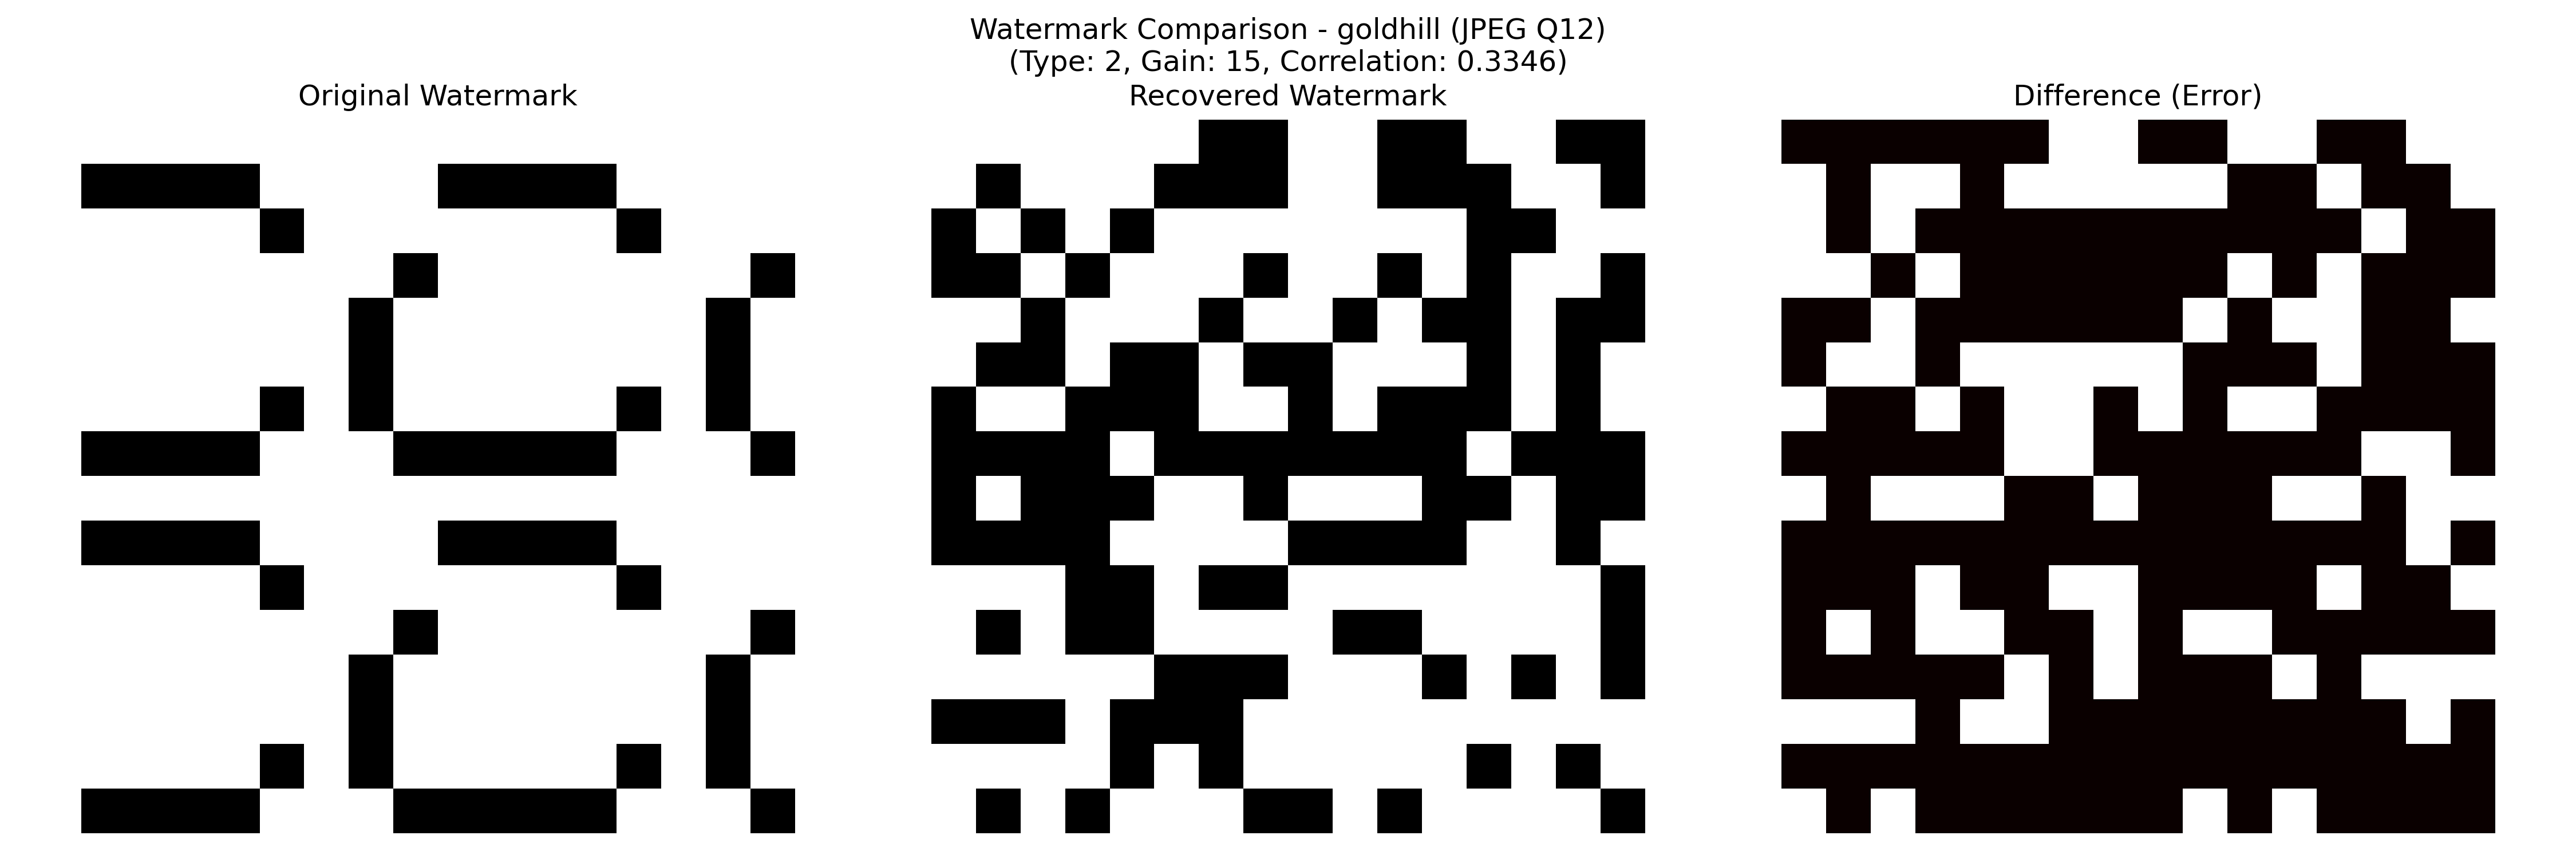 Watermark Comparison - goldhill (JPEG Q12)
(Type: 2, Gain: 15, Correlation: 0.3346)
Original Watermark
Recovered Watermark
Difference (Error)